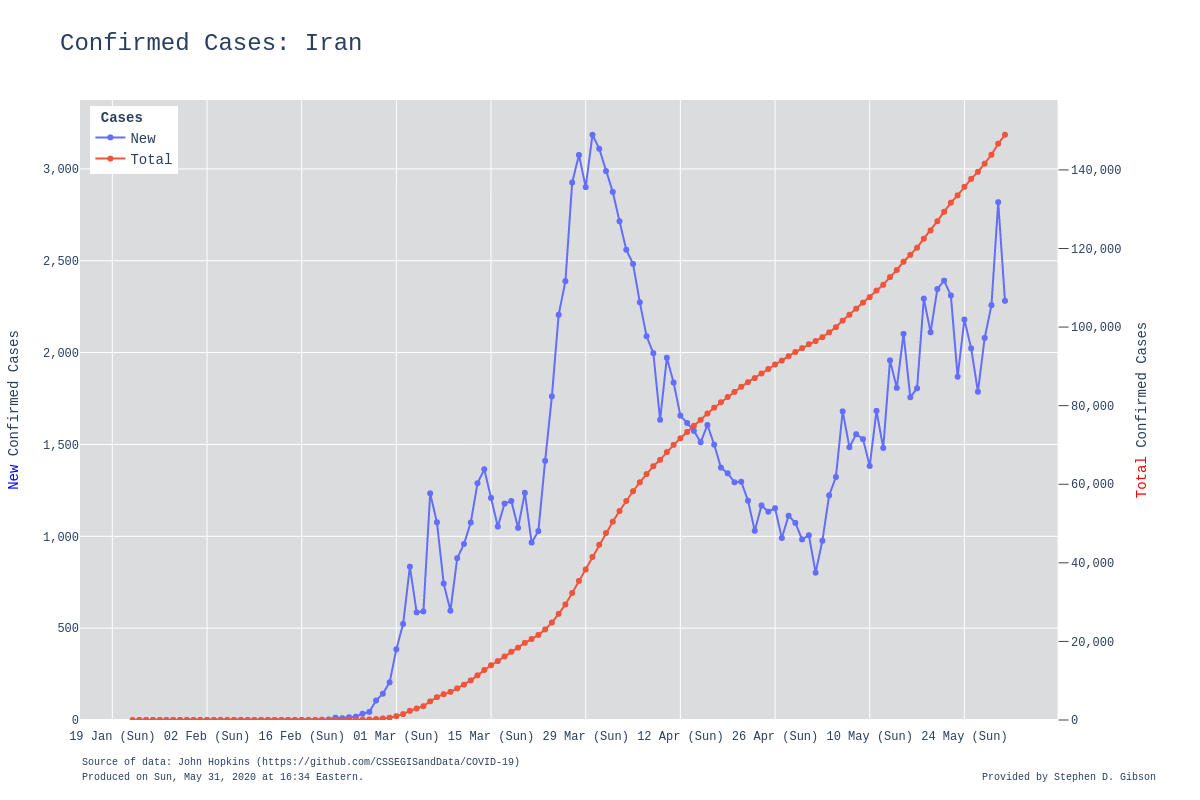 Confirmed Cases: Iran
Cases
New
Total
3,000
2,500
2,000
1,500
1,000
500
0
New Confirmed Cases
140,000
120,000
100,000
80,000
60,000
40,000
20,000
0
Total Confirmed Cases
19 Jan (Sun) 02 Feb (Sun) 16 Feb (Sun) 01 Mar (Sun) 15 Mar (Sun) 29 Mar (Sun) 12 Apr (Sun) 26 Apr (Sun) 10 May (Sun) 24 May (Sun)
Source of data: John Hopkins (https://github.com/CSSEGISandData/COVID-19)
Produced on Sun, May 31, 2020 at 16:34 Eastern.
Provided by Stephen D. Gibson